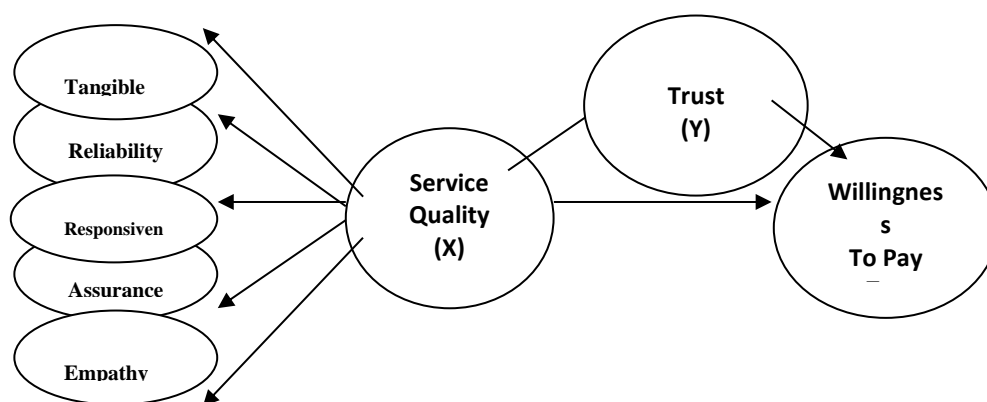 Tangible
Reliability
Responsiven
Assurance
Empathy
Service
Quality
(X)
Trust
(Y)
Willingnes
s
To Pay